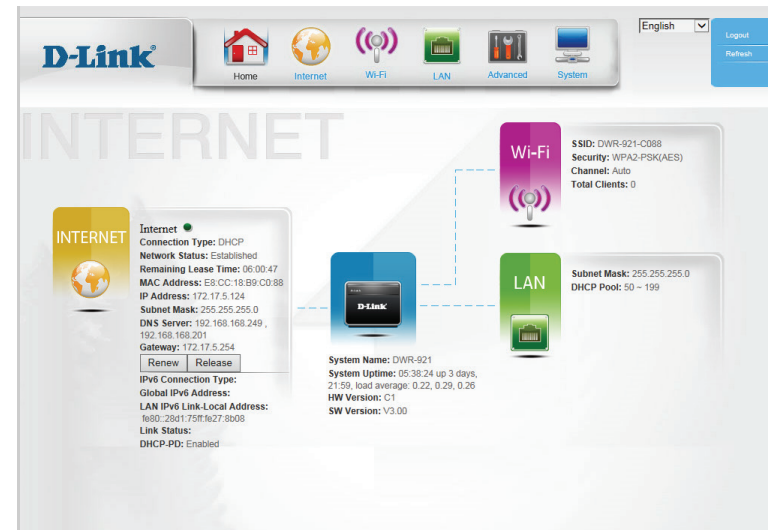 D-Link
Home
Internet
Wi-Fi
LAN
Advanced
System
English
Logout
Refresh
INTERNET
INTERNET
Internet
Connection Type: DHCP
Network Status: Established
Remaining Lease Time: 06:00:47
MAC Address: E8:CC:18:B9:C0:88
IP Address: 172.17.5.124
Subnet Mask: 255.255.255.0
DNS Server: 192.168.168.249 ,
192.168.168.201
Gateway: 172.17.5.254
Renew Release
IPv6 Connection Type:
Global IPv6 Address:
LAN IPv6 Link-Local Address:
fe80::28d1:75ff:fe27:8b08
Link Status:
DHCP-PD: Enabled
D-Link
System Name: DWR-921
System Uptime: 05:38:24 up 3 days,
21:59, load average: 0.22, 0.29, 0.26
HW Version: C1
SW Version: V3.00
Wi-Fi
SSID: DWR-921-C088
Security: WPA2-PSK(AES)
Channel: Auto
Total Clients: 0
LAN
Subnet Mask: 255.255.255.0
DHCP Pool: 50 ~ 199